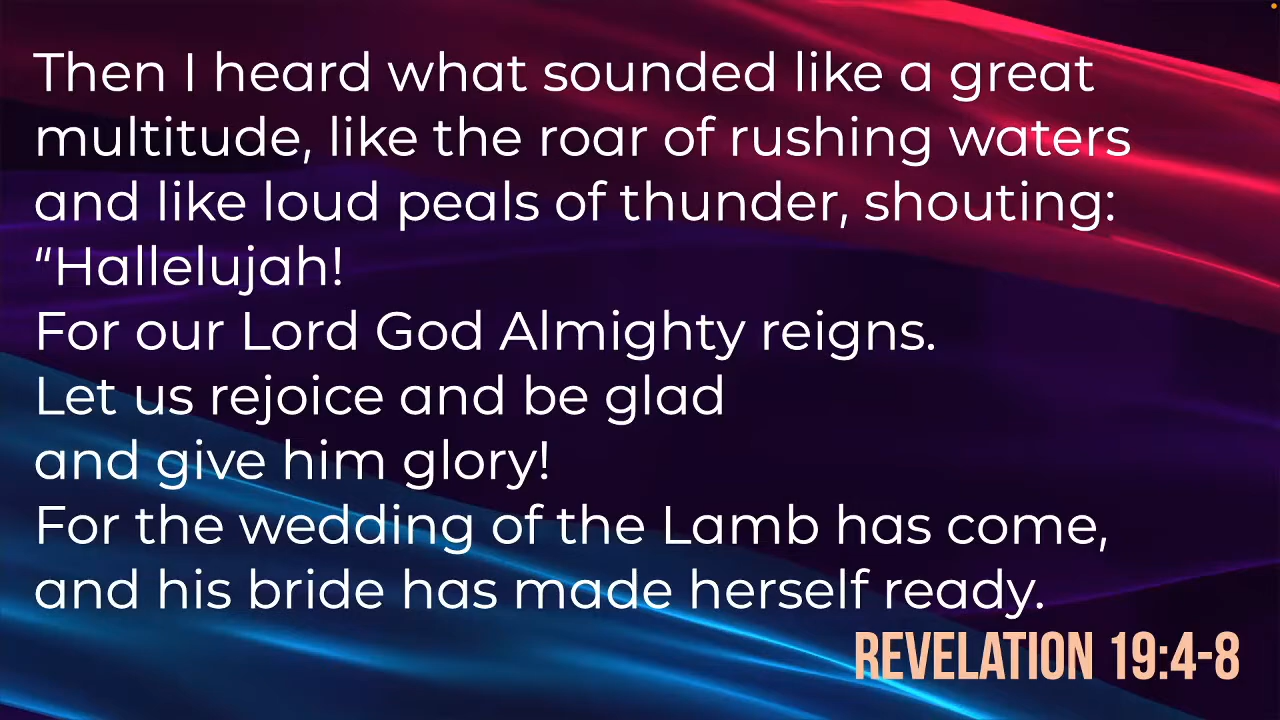 Then I heard what sounded like a great
multitude, like the roar of rushing waters
and like loud peals of thunder, shouting:
“Hallelujah!
For our Lord God Almighty reigns.
Let us rejoice and be glad
and give him glory!
For the wedding of the Lamb has come,
and his bride has made herself ready.
REVELATION 19:4-8